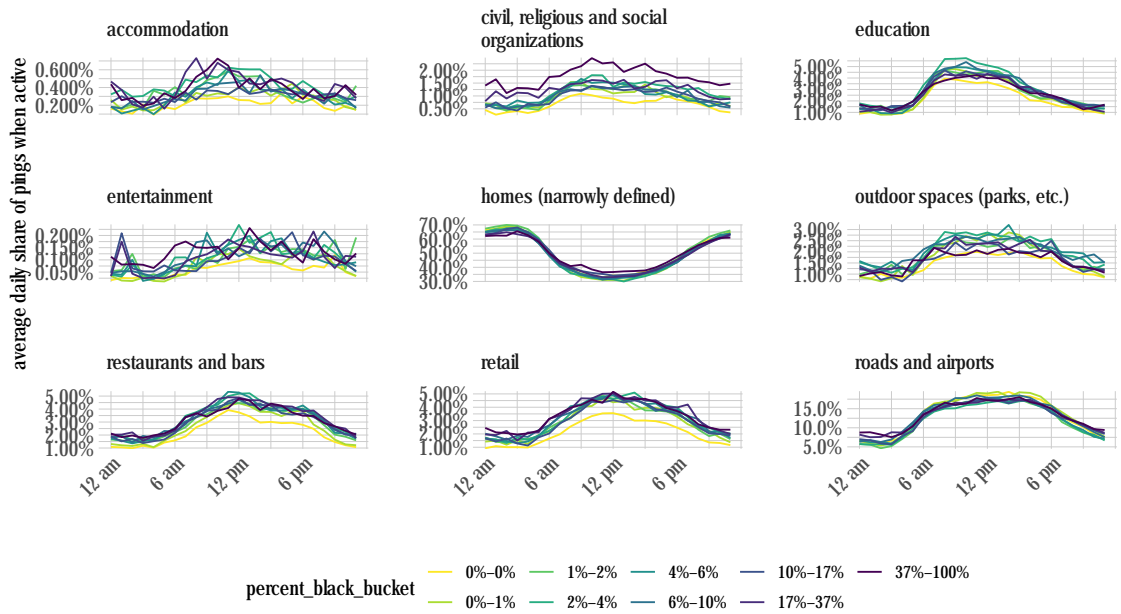 average daily share of pings when active
accommodation
0.600%
0.400%
0.200%
civil, religious and social
organizations
2.00%
1.50%
1.00%
0.50%
education
5.00%
4.00%
3.00%
2.00%
1.00%
entertainment
0.200%
0.150%
0.100%
0.050%
homes (narrowly defined)
70.0%
60.0%
50.0%
40.0%
30.0%
outdoor spaces (parks, etc.)
3.00%
2.50%
2.00%
1.50%
1.00%
restaurants and bars
5.00%
4.00%
3.00%
2.00%
1.00%
12 am
6 am
12 pm
6 pm
retail
5.00%
4.00%
3.00%
2.00%
1.00%
12 am
6 am
12 pm
6 pm
roads and airports
15.0%
10.0%
5.0%
12 am
6 am
12 pm
6 pm
percent_black_bucket
0%–0% 1%–2% 4%–6% 10%–17% 37%–100%
0%–1% 2%–4% 6%–10% 17%–37%